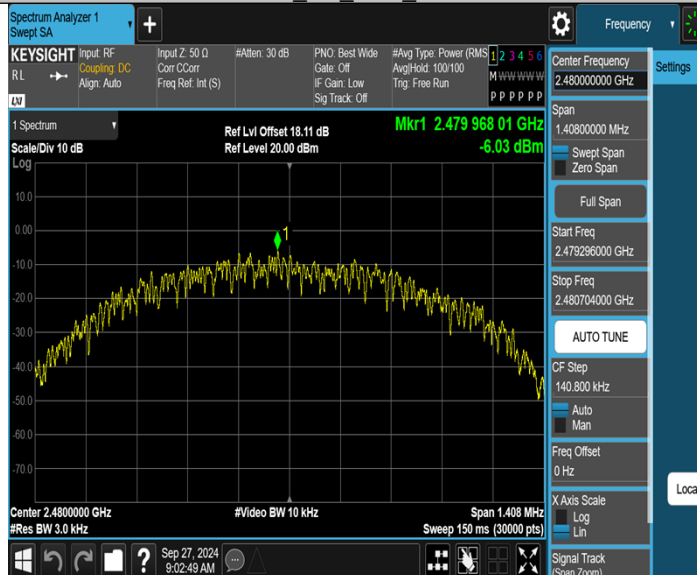 Spectrum Analyzer 1
Swept SA
+
Frequency
KEYSIGHT
RL
LXI
Input: RF
Coupling: DC
Align: Auto
Input Z: 50 Ω
Corr CCorr
Freq Ref: Int (S)
#Atten: 30 dB
PNO: Best Wide
Gate: Off
IF Gain: Low
Sig Track: Off
#Avg Type: Power (RMS
Avg|Hold: 100/100
Trig: Free Run
1 2 3 4 5 6
M W W W W W
P P P P P P
1 Spectrum
Scale/Div 10 dB
Ref Lvl Offset 18.11 dB
Ref Level 20.00 dBm
Mkr1 2.479 968 01 GHz
-6.03 dBm
Log
10.0
0.00
-10.0
-20.0
-30.0
-40.0
-50.0
-60.0
-70.0
1
Center 2.4800000 GHz
#Res BW 3.0 kHz
#Video BW 10 kHz
Span 1.408 MHz
Sweep 150 ms (30000 pts)
?
Sep 27, 2024
9:02:49 AM
Center Frequency
2.480000000 GHz
Span
1.40800000 MHz
Swept Span
Zero Span
Full Span
Start Freq
2.479296000 GHz
Stop Freq
2.480704000 GHz
AUTO TUNE
CF Step
140.800 kHz
Auto
Man
Freq Offset
0 Hz
X Axis Scale
Log
Lin
Signal Track
(Span Zoom)
Settings
Loca